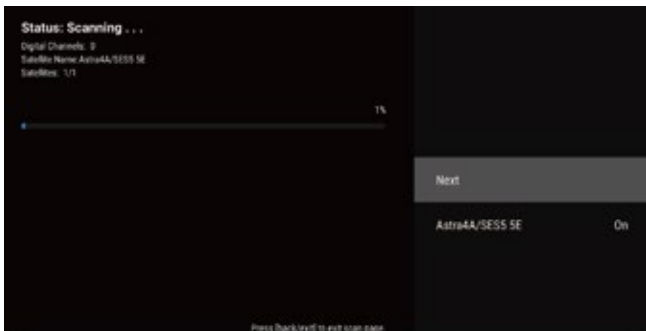 Status: Scanning . . .
Digital Channels: 0
Satellite Name: Astra4A/SES5 5E
Satellites: 1/1
1%
Next
Astra4A/SES5 5E On
Press [back/exit] to exit scan page